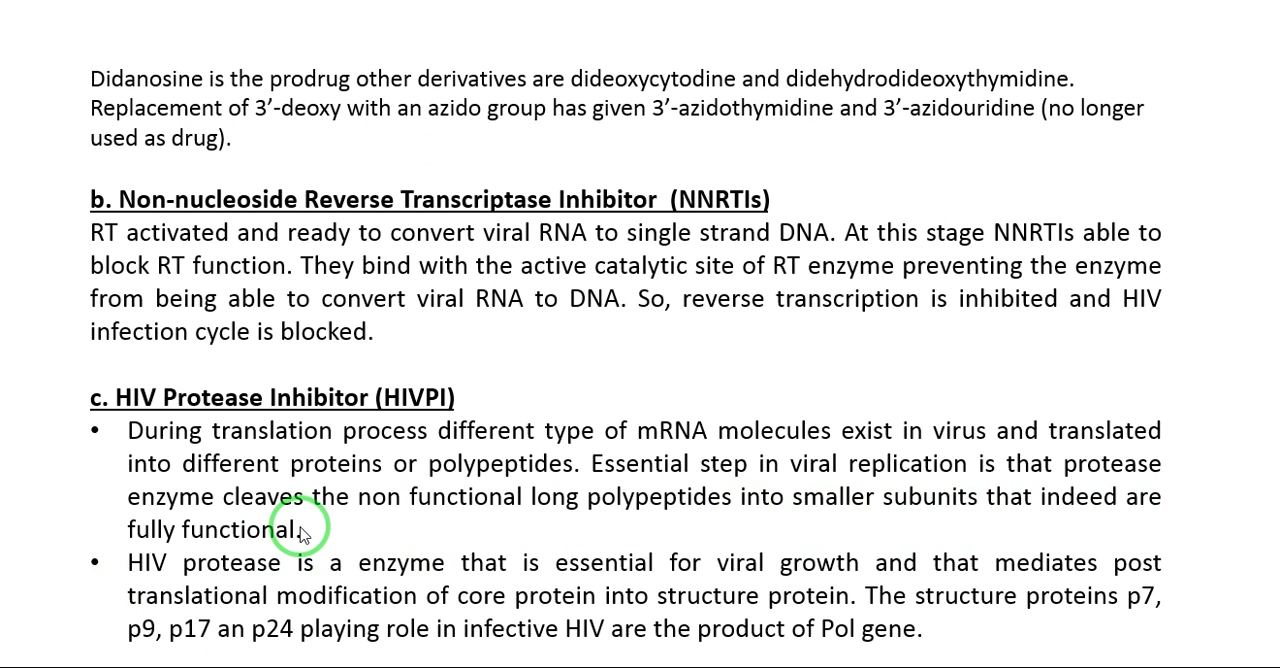 Didanosine is the prodrug other derivatives are dideoxycytodine and didehydrodideoxythymidine.
Replacement of 3’-deoxy with an azido group has given 3’-azidothymidine and 3’-azidouridine (no longer
used as drug).
b. Non-nucleoside Reverse Transcriptase Inhibitor (NNRTIs)
RT activated and ready to convert viral RNA to single strand DNA. At this stage NNRTIs able to
block RT function. They bind with the active catalytic site of RT enzyme preventing the enzyme
from being able to convert viral RNA to DNA. So, reverse transcription is inhibited and HIV
infection cycle is blocked.
c. HIV Protease Inhibitor (HIVPI)
• During translation process different type of mRNA molecules exist in virus and translated
into different proteins or polypeptides. Essential step in viral replication is that protease
enzyme cleaves the non functional long polypeptides into smaller subunits that indeed are
fully functional.
• HIV protease is a enzyme that is essential for viral growth and that mediates post
translational modification of core protein into structure protein. The structure proteins p7,
p9, p17 an p24 playing role in infective HIV are the product of Pol gene.